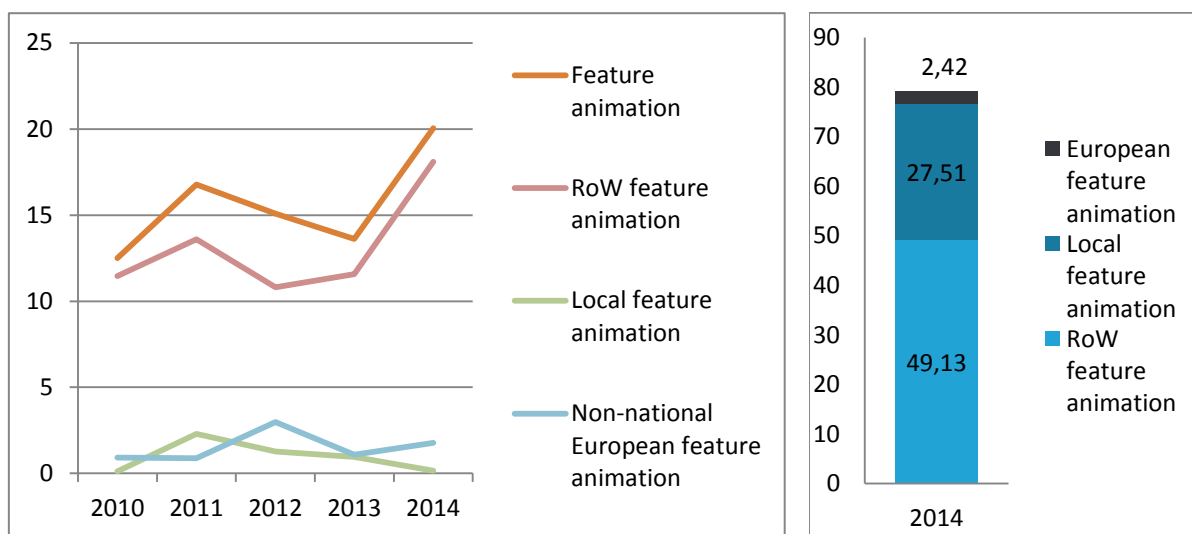 25
20
15
10
5
0
2010 2011 2012 2013 2014
Feature
animation
RoW feature
animation
Local feature
animation
Non-national
European feature
animation
90
80
70
60
50
40
30
20
10
0
2,42
27,51
49,13
2014
European
feature
animation
Local
feature
animation
RoW
feature
animation